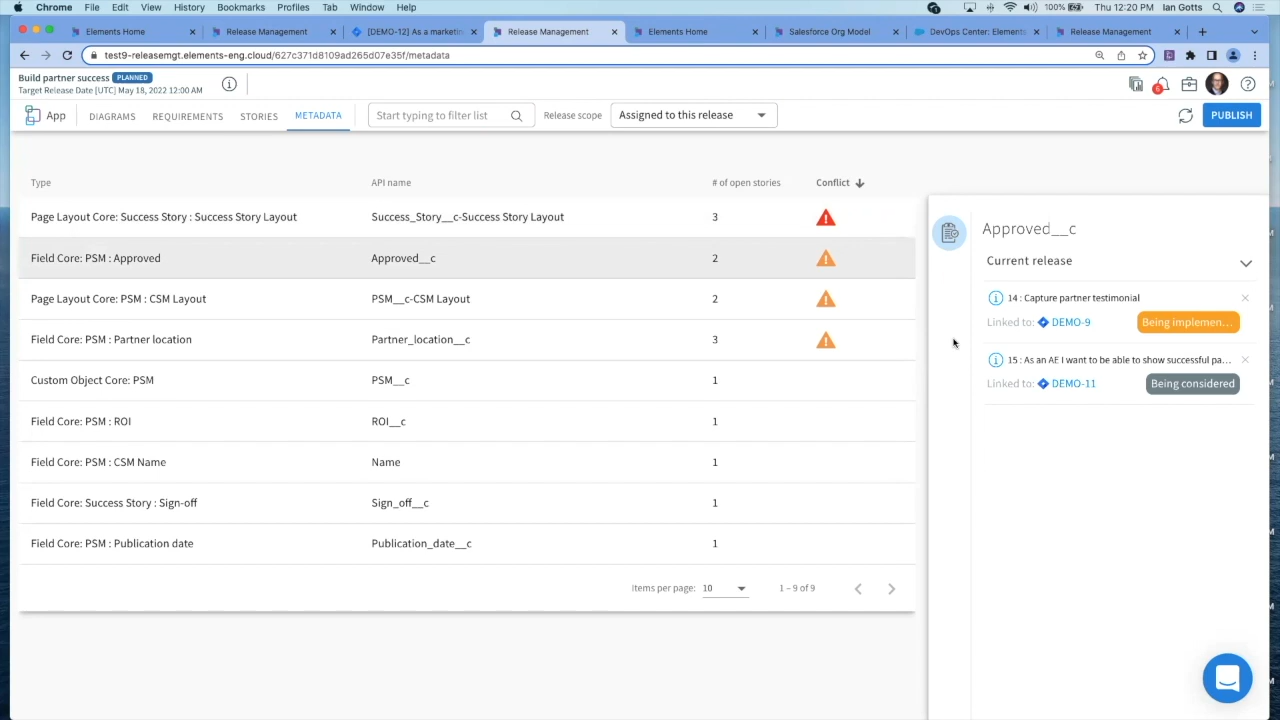 Chrome File Edit View History Bookmarks Profiles Tab Window Help 100% Thu 12:20 PM Ian Gotts
Elements Home Release Management [DEMO-12] As a marketin Release Management Elements Home Salesforce Org Model DevOps Center: Elements Release Management
test9-releasemgt.elements-eng.cloud/627c371d8109ad265d07e35f/metadata
Build partner success PLANNED
Target Release Date [UTC] May 18, 2022 12:00 AM
6
App DIAGRAMS REQUIREMENTS STORIES METADATA Start typing to filter list Release scope Assigned to this release PUBLISH
Type API name # of open stories Conflict
Page Layout Core: Success Story : Success Story Layout Success_Story__c-Success Story Layout 3
Field Core: PSM : Approved Approved__c 2
Page Layout Core: PSM : CSM Layout PSM__c-CSM Layout 2
Field Core: PSM : Partner location Partner_location__c 3
Custom Object Core: PSM PSM__c 1
Field Core: PSM : ROI ROI__c 1
Field Core: PSM : CSM Name Name 1
Field Core: Success Story : Sign-off Sign_off__c 1
Field Core: PSM : Publication date Publication_date__c 1
Items per page: 10 1 – 9 of 9
Approved__c
Current release
14 : Capture partner testimonial
Linked to: DEMO-9 Being implemen...
15 : As an AE I want to be able to show successful pa...
Linked to: DEMO-11 Being considered